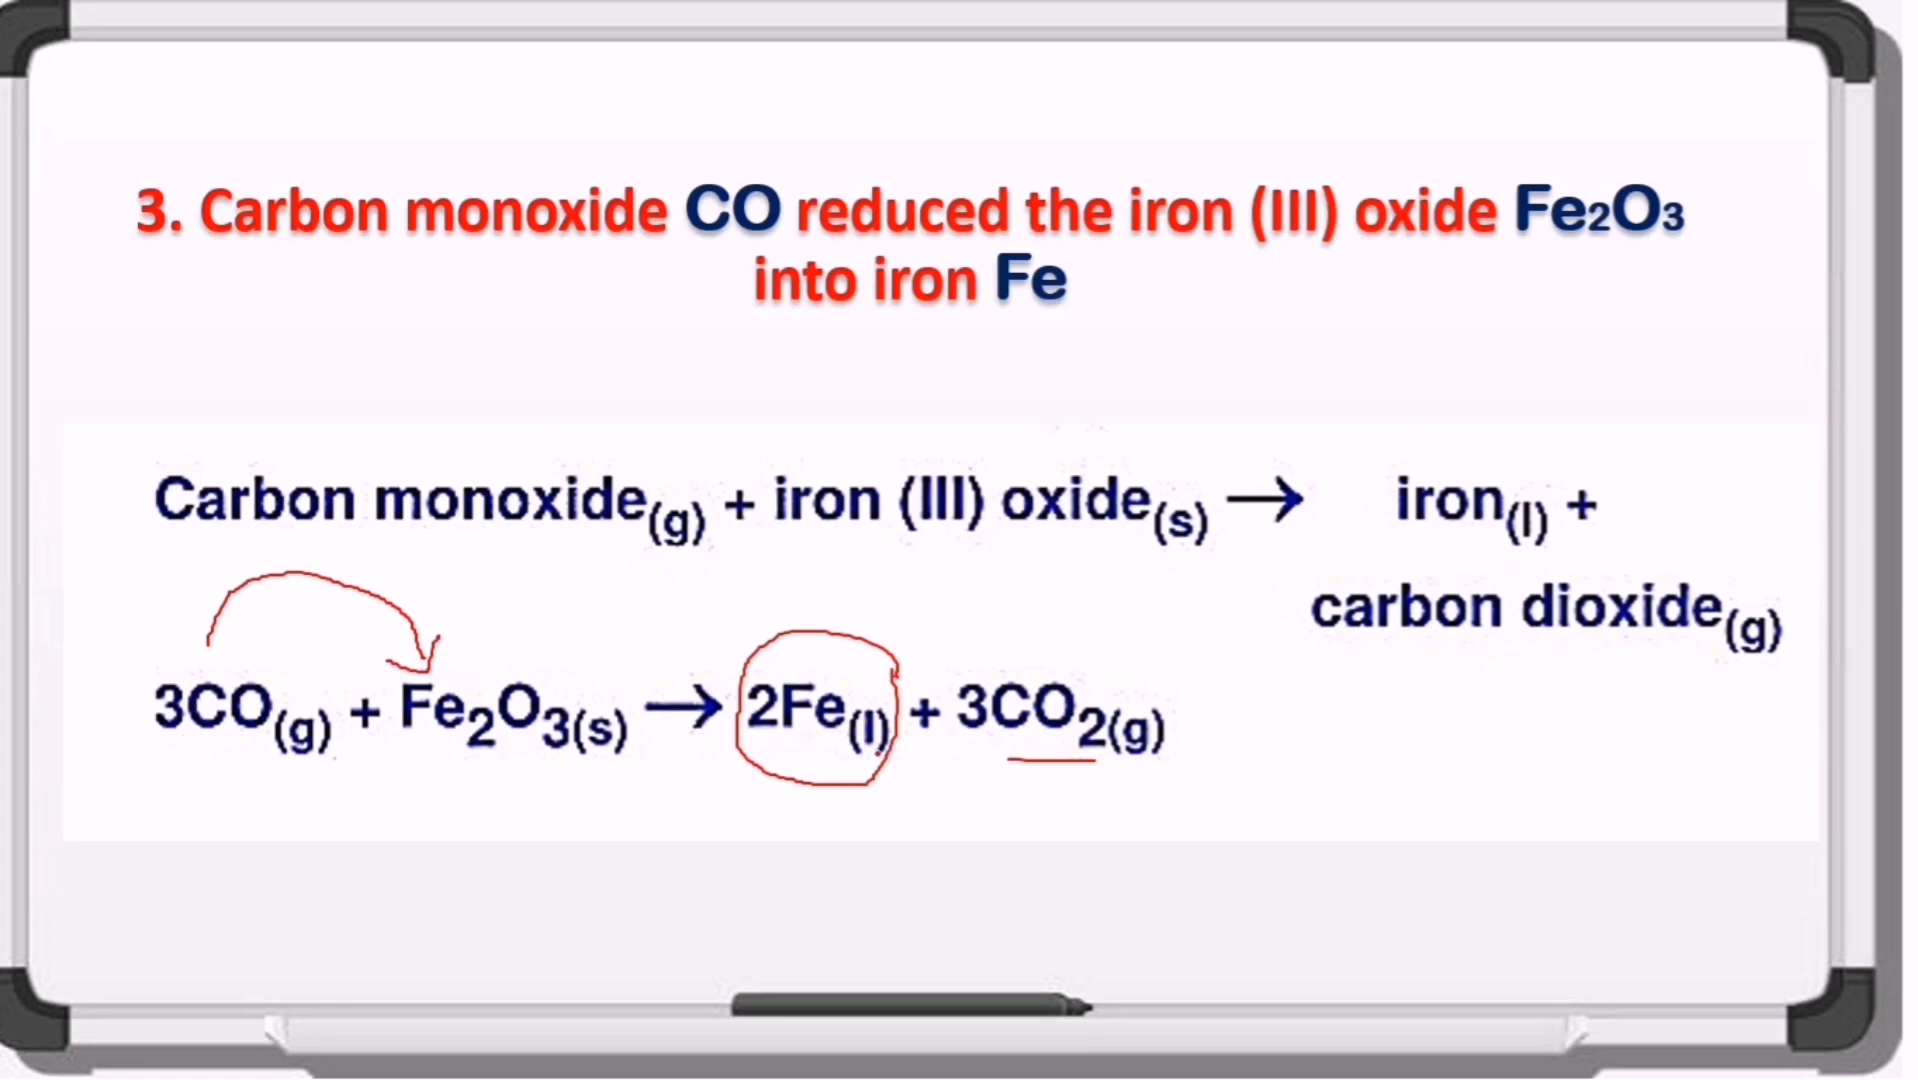 3. Carbon monoxide CO reduced the iron (III) oxide Fe₂O₃
into iron Fe
Carbon monoxide(g) + iron (III) oxide(s) → iron(l) +
carbon dioxide(g)
3CO(g) + Fe₂O₃(s) → 2Fe(l) + 3CO₂(g)